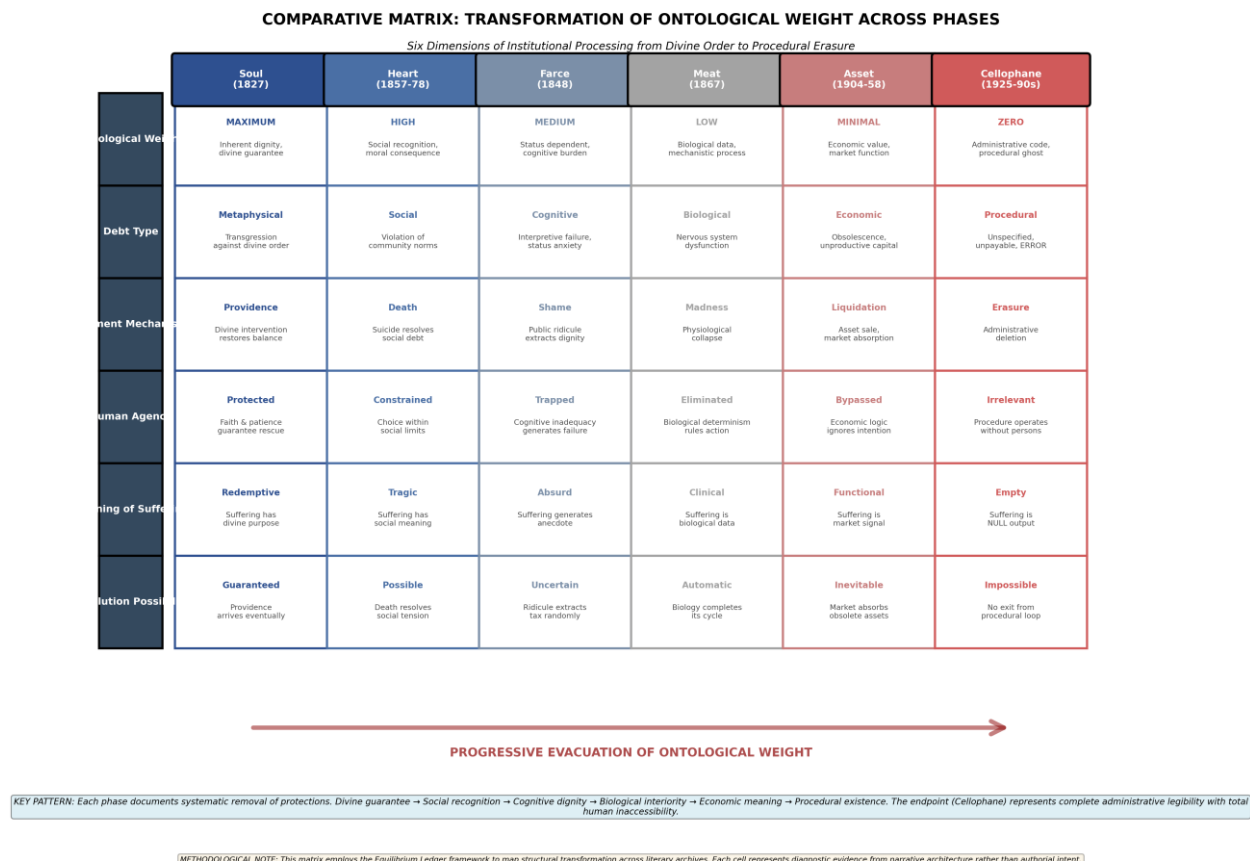 COMPARATIVE MATRIX: TRANSFORMATION OF ONTOLOGICAL WEIGHT ACROSS PHASES
Six Dimensions of Institutional Processing from Divine Order to Procedural Erasure
Soul Heart Farce Meat Asset Cellophane
(1827) (1857-78) (1848) (1867) (1904-58) (1925-90s)
ological Wei MAXIMUM HIGH MEDIUM LOW MINIMAL ZERO
Inherent dignity, Social recognition, Status dependent, Biological data, Economic value, Administrative code,
divine guarantee moral consequence cognitive burden mechanistic process market function procedural ghost
Debt Type Metaphysical Social Cognitive Biological Economic Procedural
Transgression Violation of Interpretive failure, Nervous system Obsolescence, Unspecified,
against divine order community norms status anxiety dysfunction unproductive capital unpayable, ERROR
ment Mechan Providence Death Shame Madness Liquidation Erasure
Divine intervention Suicide resolves Public ridicule Physiological Asset sale, Administrative
restores balance social debt extracts dignity collapse market absorption deletion
uman Agenc Protected Constrained Trapped Eliminated Bypassed Irrelevant
Faith & patience Choice within Cognitive inadequacy Biological determinism Economic logic Procedure operates
guarantee rescue social limits generates failure rules action ignores intention without persons
ning of Suffe Redemptive Tragic Absurd Clinical Functional Empty
Suffering has Suffering has Suffering generates Suffering is Suffering is Suffering is
divine purpose social meaning anecdote biological data market signal NULL output
lution Possi Guaranteed Possible Uncertain Automatic Inevitable Impossible
Providence Death resolves Ridicule extracts Biology completes Market absorbs No exit from
arrives eventually social tension tax randomly its cycle obsolete assets procedural loop
PROGRESSIVE EVACUATION OF ONTOLOGICAL WEIGHT
KEY PATTERN: Each phase documents systematic removal of protections. Divine guarantee → Social recognition → Cognitive dignity → Biological interiority → Economic meaning → Procedural existence. The endpoint (Cellophane) represents complete administrative legibility with total
human inaccessibility.
METHODOLOGICAL NOTE: This matrix employs the Equilibrium Ledger framework to map structural transformation across literary archives. Each cell represents diagnostic evidence from narrative architecture rather than authorial intent.